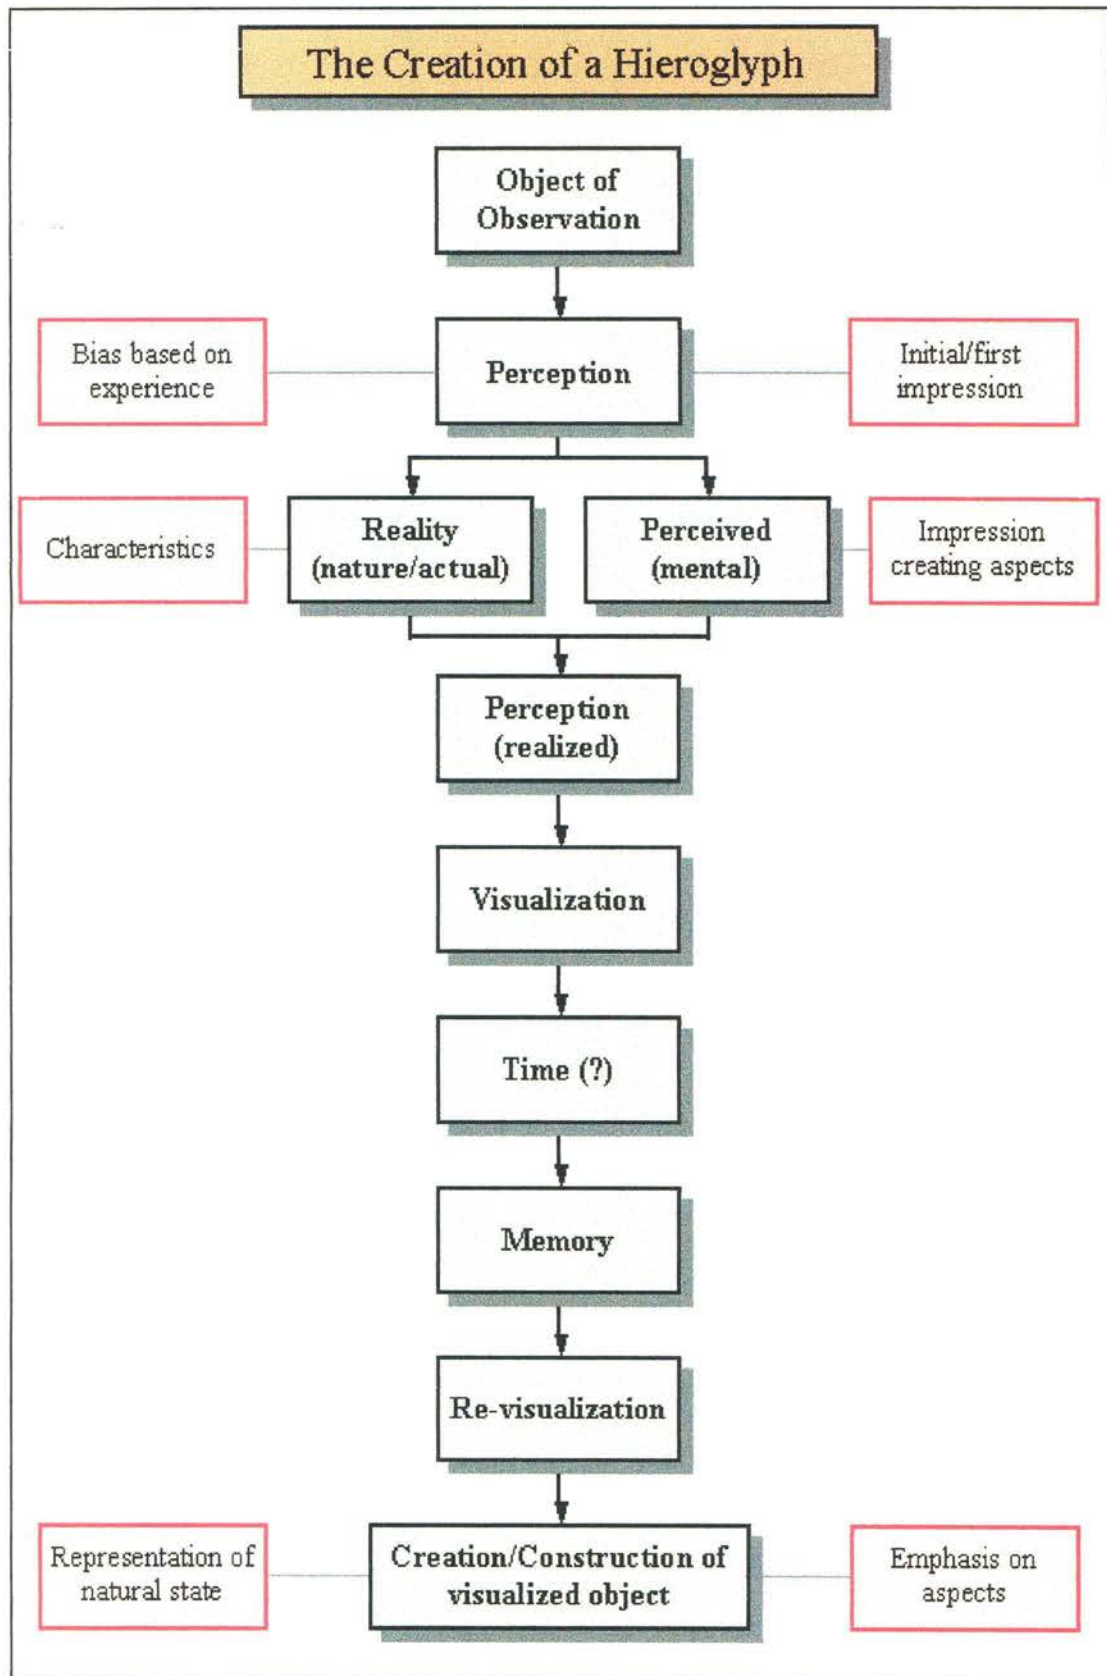 The Creation of a Hieroglyph
Object of
Observation
Bias based on
experience
Perception
Initial/first
impression
Characteristics
Reality
(nature/actual)
Perceived
(mental)
Impression
creating aspects
Perception
(realized)
Visualization
Time (?)
Memory
Re-visualization
Representation of
natural state
Creation/Construction of
visualized object
Emphasis on
aspects